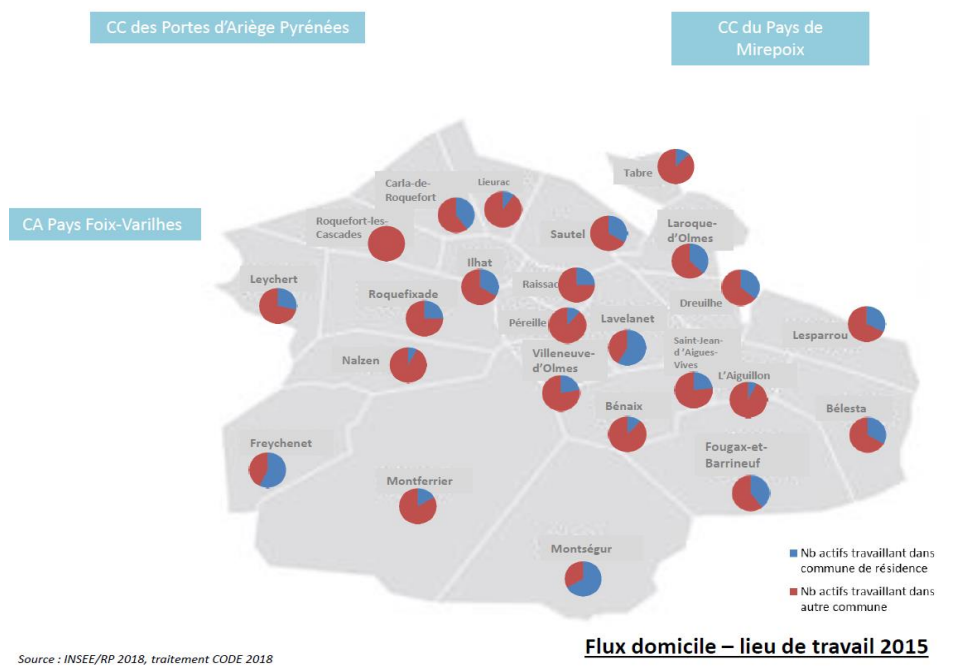 CC des Portes d'Ariège Pyrénées
CC du Pays de
Mirepoix
CA Pays Foix-Varilhes
Tabre
Carla-de-
Roquefort
Lieurac
Roquefort-les-
Cascades
Sautel
Laroque-
d'Olmes
Ilhat
Leychert
Raissac
Roquefixade
Dreuilhe
Péreille
Lavelanet
Lesparrou
Saint-Jean-
d'Aigues-
Vives
Nalzen
Villeneuve-
d'Olmes
L'Aiguillon
Bénaix
Bélesta
Freychenet
Fougax-et-
Barrineuf
Montferrier
Montségur
Nb actifs travaillant dans
commune de résidence
Nb actifs travaillant dans
autre commune
Flux domicile – lieu de travail 2015
Source : INSEE/RP 2018, traitement CODE 2018